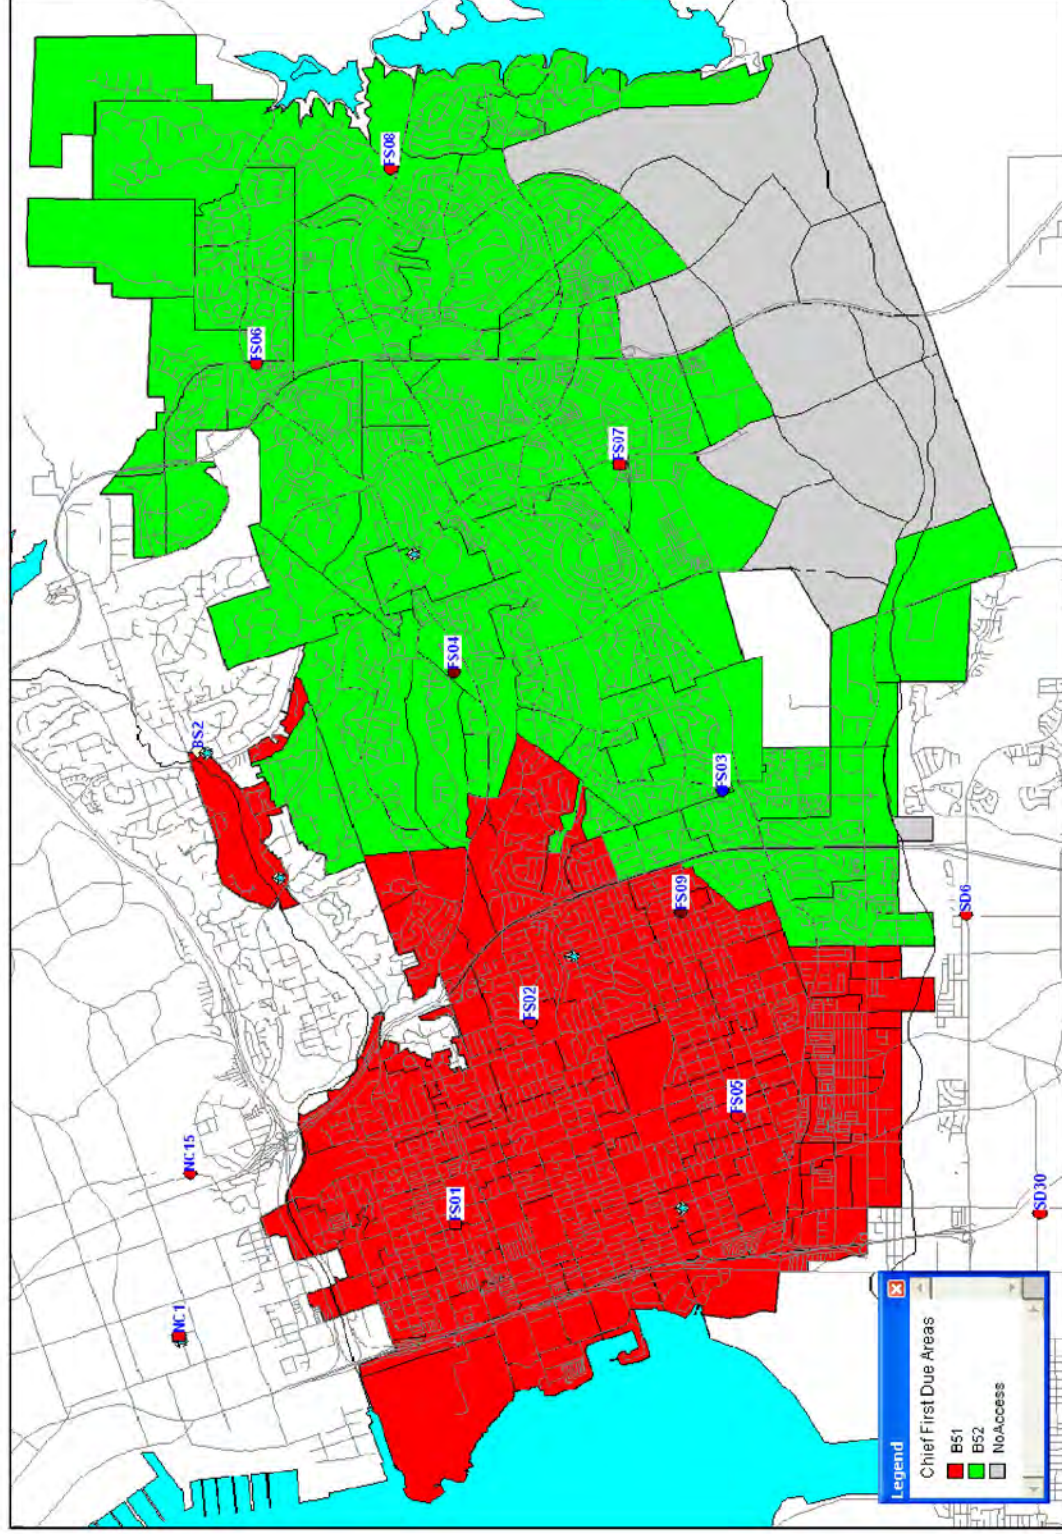 FS08
FS06
FS07
FS04
BS2
FS03
FS09
SD6
FS02
FS05
NC15
FS01
SD30
NC1
Legend
Chief First Due Areas
B51
B52
NoAccess